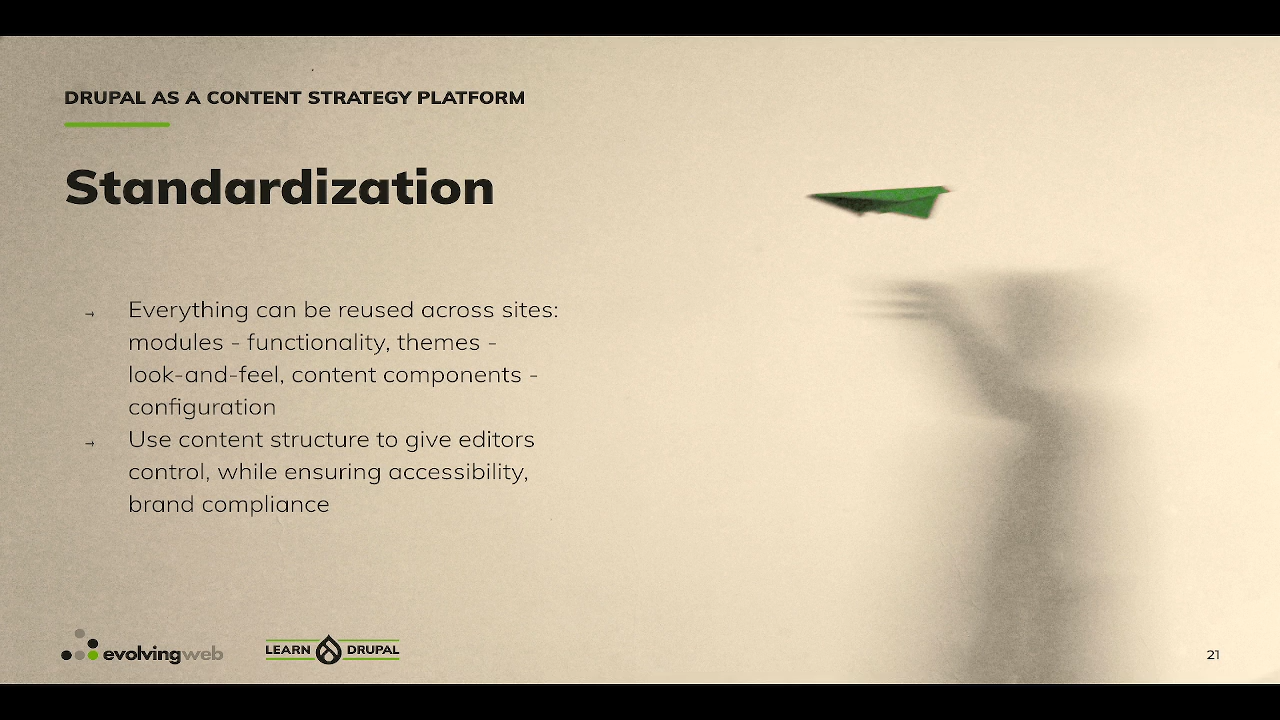 DRUPAL AS A CONTENT STRATEGY PLATFORM
Standardization
→ Everything can be reused across sites:
modules - functionality, themes -
look-and-feel, content components -
configuration
→ Use content structure to give editors
control, while ensuring accessibility,
brand compliance
evolvingweb
LEARN DRUPAL
21